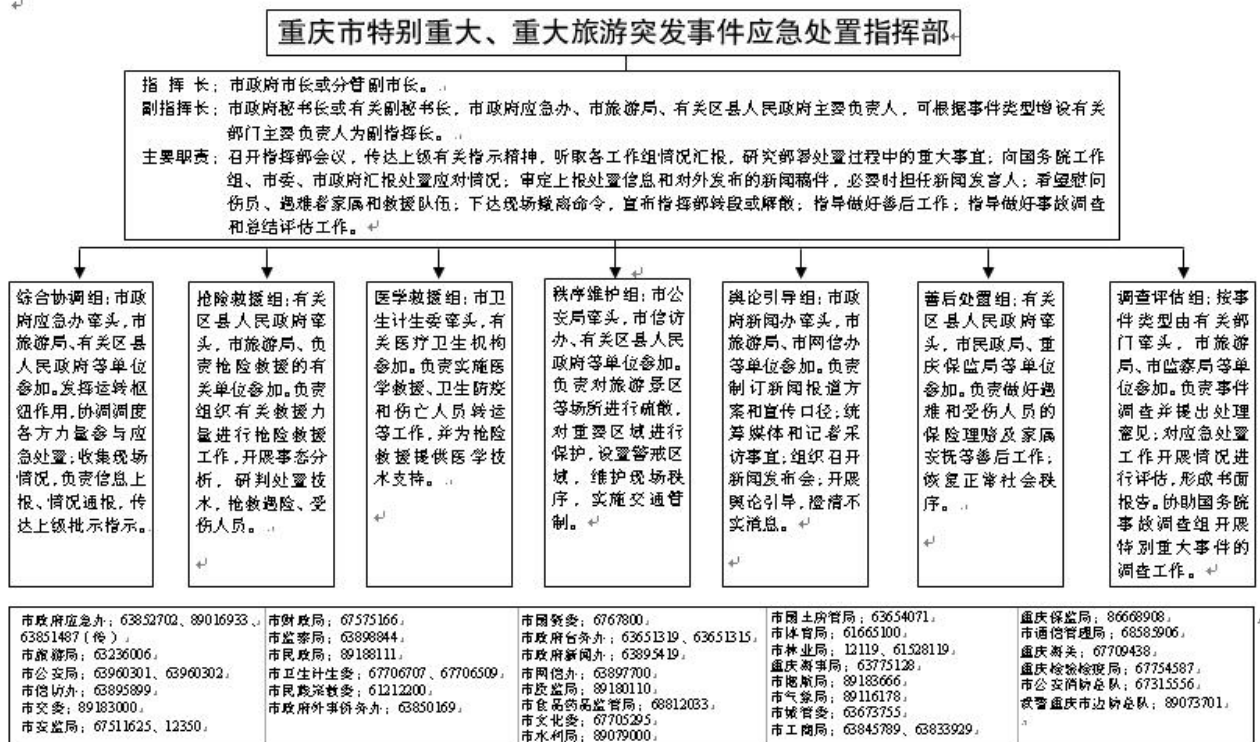 重庆市特别重大、重大旅游突发事件应急处置指挥部
指 挥 长：市政府市长或分管副市长。
副指挥长：市政府秘书长或有关副秘书长，市政府应急办、市旅游局、有关区县人民政府主要负责人，可根据事件类型增设有关
部门主要负责人为副指挥长。
主要职责：召开指挥部会议，传达上级有关指示精神，听取各工作组情况汇报，研究部署处置过程中的重大事宜；向国务院工作
组、市委、市政府汇报处置应对情况；审定上报处置信息和对外发布的新闻稿件，必要时担任新闻发言人；看望慰问
伤员、遇难者家属和救援队伍；下达现场撤离命令，宣布指挥部转段或解散；指导做好善后工作；指导做好事故调查
和总结评估工作。
综合协调组：市政
府应急办牵头，市
旅游局、有关区县
人民政府等单位
参加。发挥运转枢
纽作用，协调调度
各方力量参与应
急处置；收集现场
情况，负责信息上
报、情况通报，传
达上级批示指示。
抢险救援组：有关
区县人民政府牵
头，市旅游局、负
责抢险救援的有
关单位参加。负责
组织有关救援力
量进行抢险救援
工作，开展事态分
析，研判处置技
术，抢救遇险、受
伤人员。
医学救援组：市卫
生计生委牵头，有
关医疗卫生机构
参加。负责实施医
学救援、卫生防疫
和伤亡人员转运
等工作，并为抢险
救援提供医学技
术支持。
秩序维护组：市公
安局牵头，市信访
办、有关区县人民
政府等单位参加。
负责对旅游景区
等场所进行疏散，
对重要区域进行
保护，设置警戒区
域，维护现场秩
序，实施交通管
制。
舆论引导组：市政
府新闻办牵头，市
旅游局、市网信办
等单位参加。负责
制订新闻报道方
案和宣传口径；统
筹媒体和记者采
访事宜；组织召开
新闻发布会；开展
舆论引导，澄清不
实消息。
善后处置组：有关
区县人民政府牵
头，市民政局、重
庆保监局等单位
参加。负责做好遇
难和受伤人员的
保险理赔及家属
安抚等善后工作；
恢复正常社会秩
序。
调查评估组：按事
件类型由有关部
门牵头，市旅游
局、市监察局等单
位参加。负责事件
调查并提出处理
意见；对应急处置
工作开展情况进
行评估，形成书面
报告。协助国务院
事故调查组开展
特别重大事件的
调查工作。
市政府应急办：63852702、89016933、
63851487（传）
市旅游局：63236006
市公安局：63960301、63960302
市信访办：63895899
市交委：89183000
市安监局：67511625、12350
市财政局：67575166
市监察局：63898844
市民政局：89188111
市卫生计生委：67706707、67706509
市民族宗教委：61212200
市政府外事侨务办：63850169
市国资委：6767800
市政府台务办：63651319、63651315
市政府新闻办：63895419
市网信办：63897700
市质监局：89180110
市食品药品监管局：68812033
市文化委：67705295
市水利局：89079000
市国土房管局：63654071
市体育局：61665100
市林业局：12119、61528119
重庆海事局：63775128
市地航局：89183666
市气象局：89116178
市城管委：63673755
市工商局：63845789、63833929
重庆保监局：86668908
市通信管理局：68585906
重庆海关：67709438
重庆检验检疫局：67754587
市公安消防总队：67315556
武警重庆市边防总队：89073701